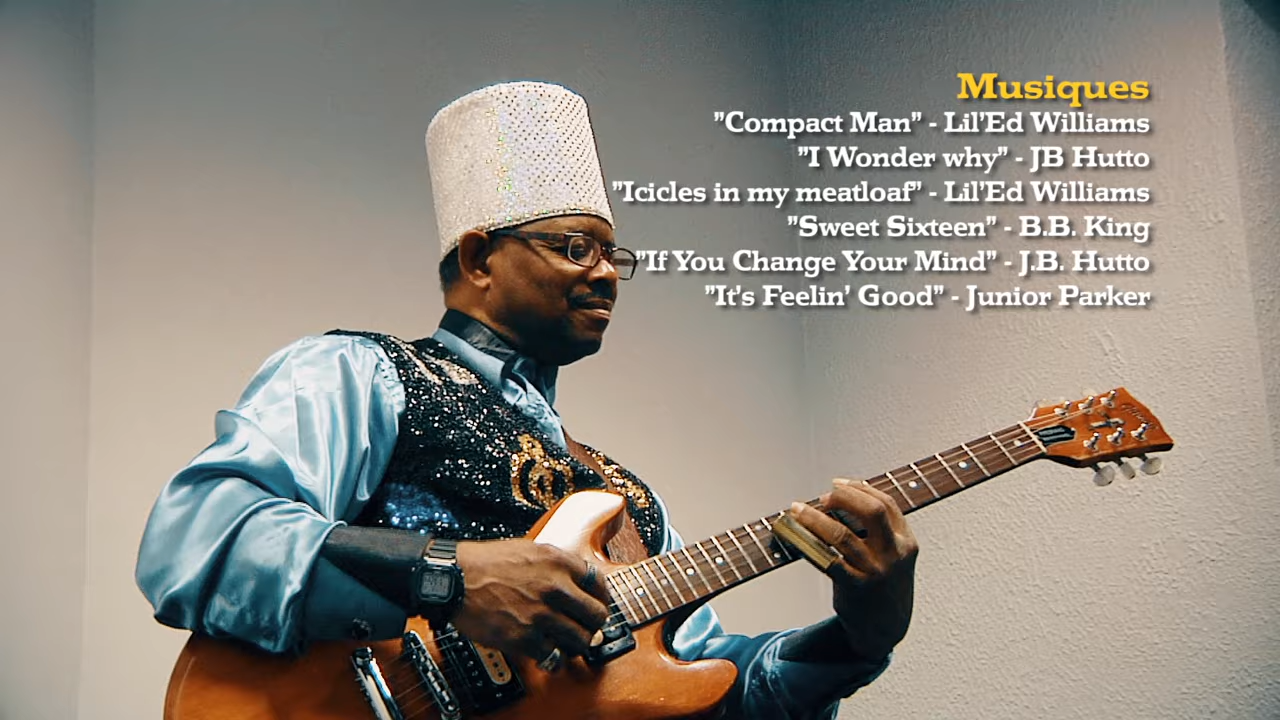 Musiques
"Compact Man" - Lil'Ed Williams
"I Wonder why" - JB Hutto
"Icicles in my meatloaf" - Lil'Ed Williams
"Sweet Sixteen" - B.B. King
"If You Change Your Mind" - J.B. Hutto
"It's Feelin' Good" - Junior Parker